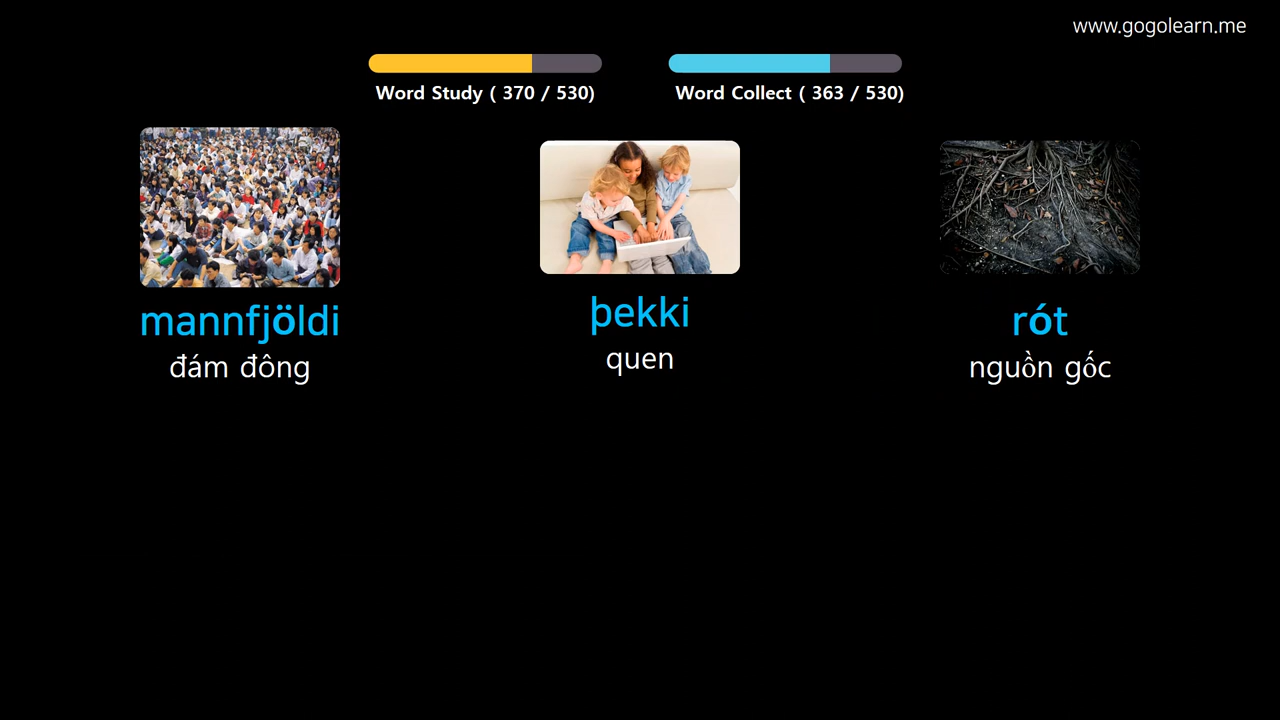 www.gogolearn.me
Word Study ( 370 / 530)
Word Collect ( 363 / 530)
mannfjöldi
đám đông
þekki
quen
rót
nguồn gốc